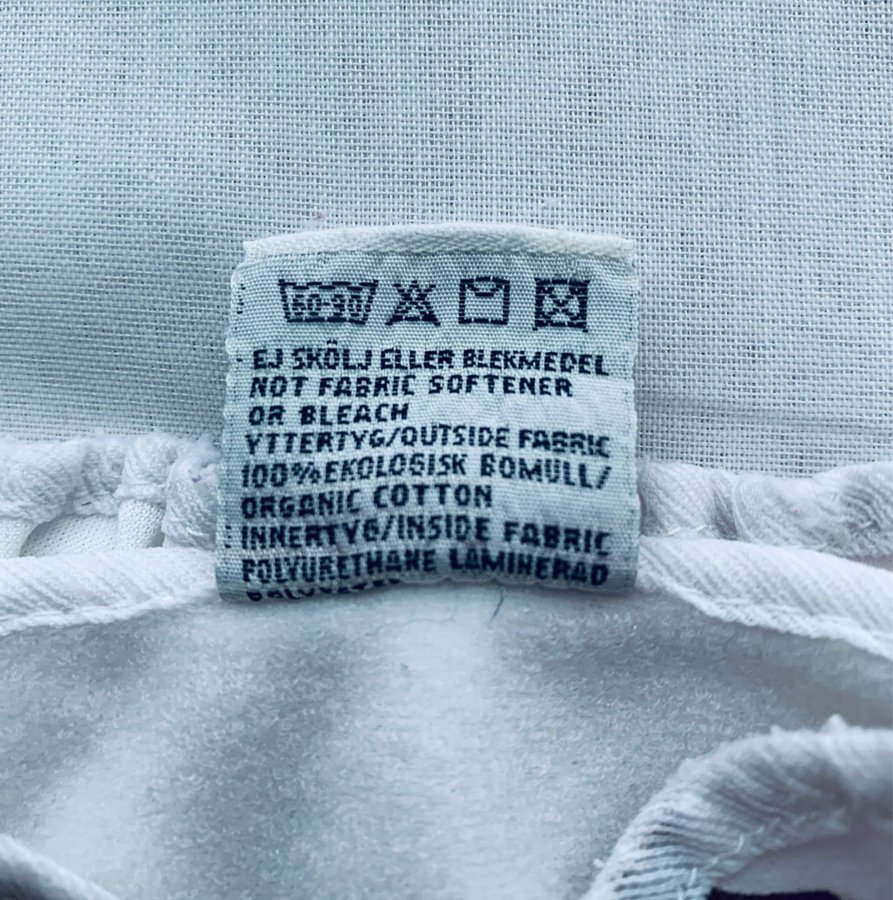 60-90
EJ SKÖLJ ELLER BLEKMEDEL
NOT FABRIC SOFTENER
OR BLEACH
YTTERTYG/OUTSIDE FABRIC
100%EKOLOGISK BOMULL/
ORGANIC COTTON
INNERTYG/INSIDE FABRIC
POLYURETHANE LAMINERAD